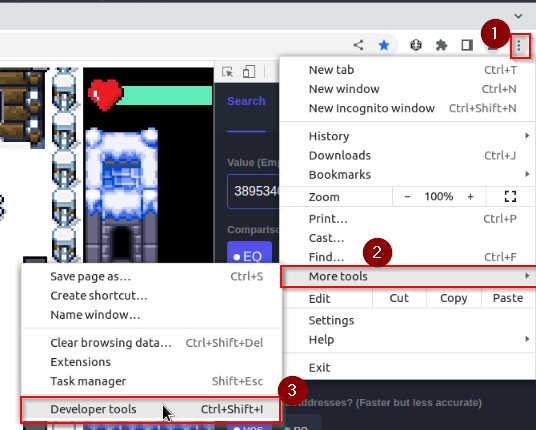 1
New tab Ctrl+T
New window Ctrl+N
New Incognito window Ctrl+Shift+N
History
Downloads Ctrl+J
Bookmarks
Zoom − 100% +
Print… Ctrl+P
Cast…
Find… Ctrl+F
2
More tools
Edit Cut Copy Paste
Settings
Help
Exit
Search
Value (Em
389534
Comparis
EQ
Save page as… Ctrl+S
Create shortcut…
Name window…
Clear browsing data… Ctrl+Shift+Del
Extensions
Task manager Shift+Esc
3
Developer tools Ctrl+Shift+I
addresses? (Faster but less accurate)
yes no